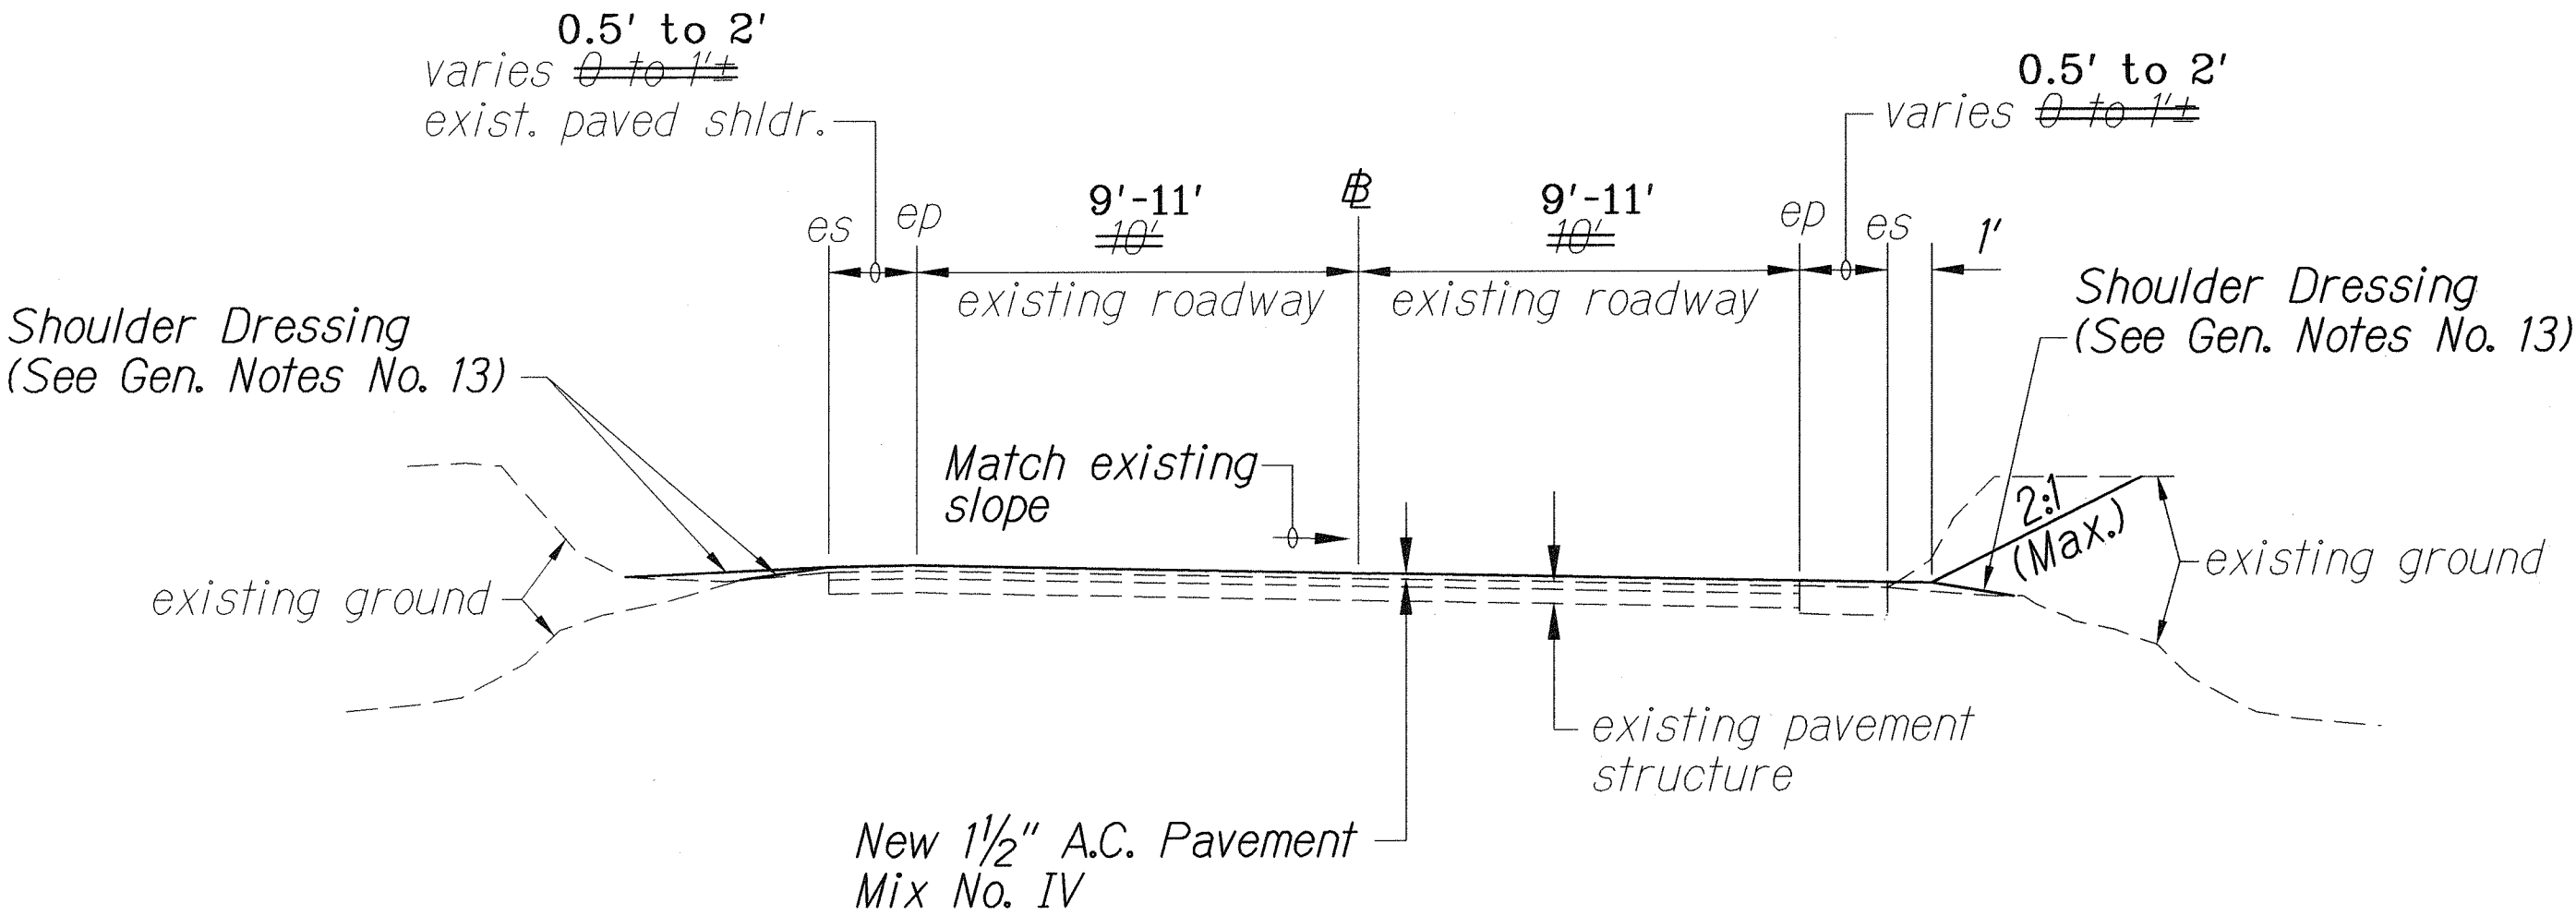 0.5' to 2'
varies 0 to 1'±
exist. paved shldr.
0.5' to 2'
varies 0 to 1'±
es
ep
9'-11'
10'
existing roadway
℄
9'-11'
10'
existing roadway
ep
es
1'
Shoulder Dressing
(See Gen. Notes No. 13)
Shoulder Dressing
(See Gen. Notes No. 13)
Match existing
slope
2:1
(Max.)
existing ground
existing ground
existing pavement
structure
New 1½" A.C. Pavement
Mix No. IV